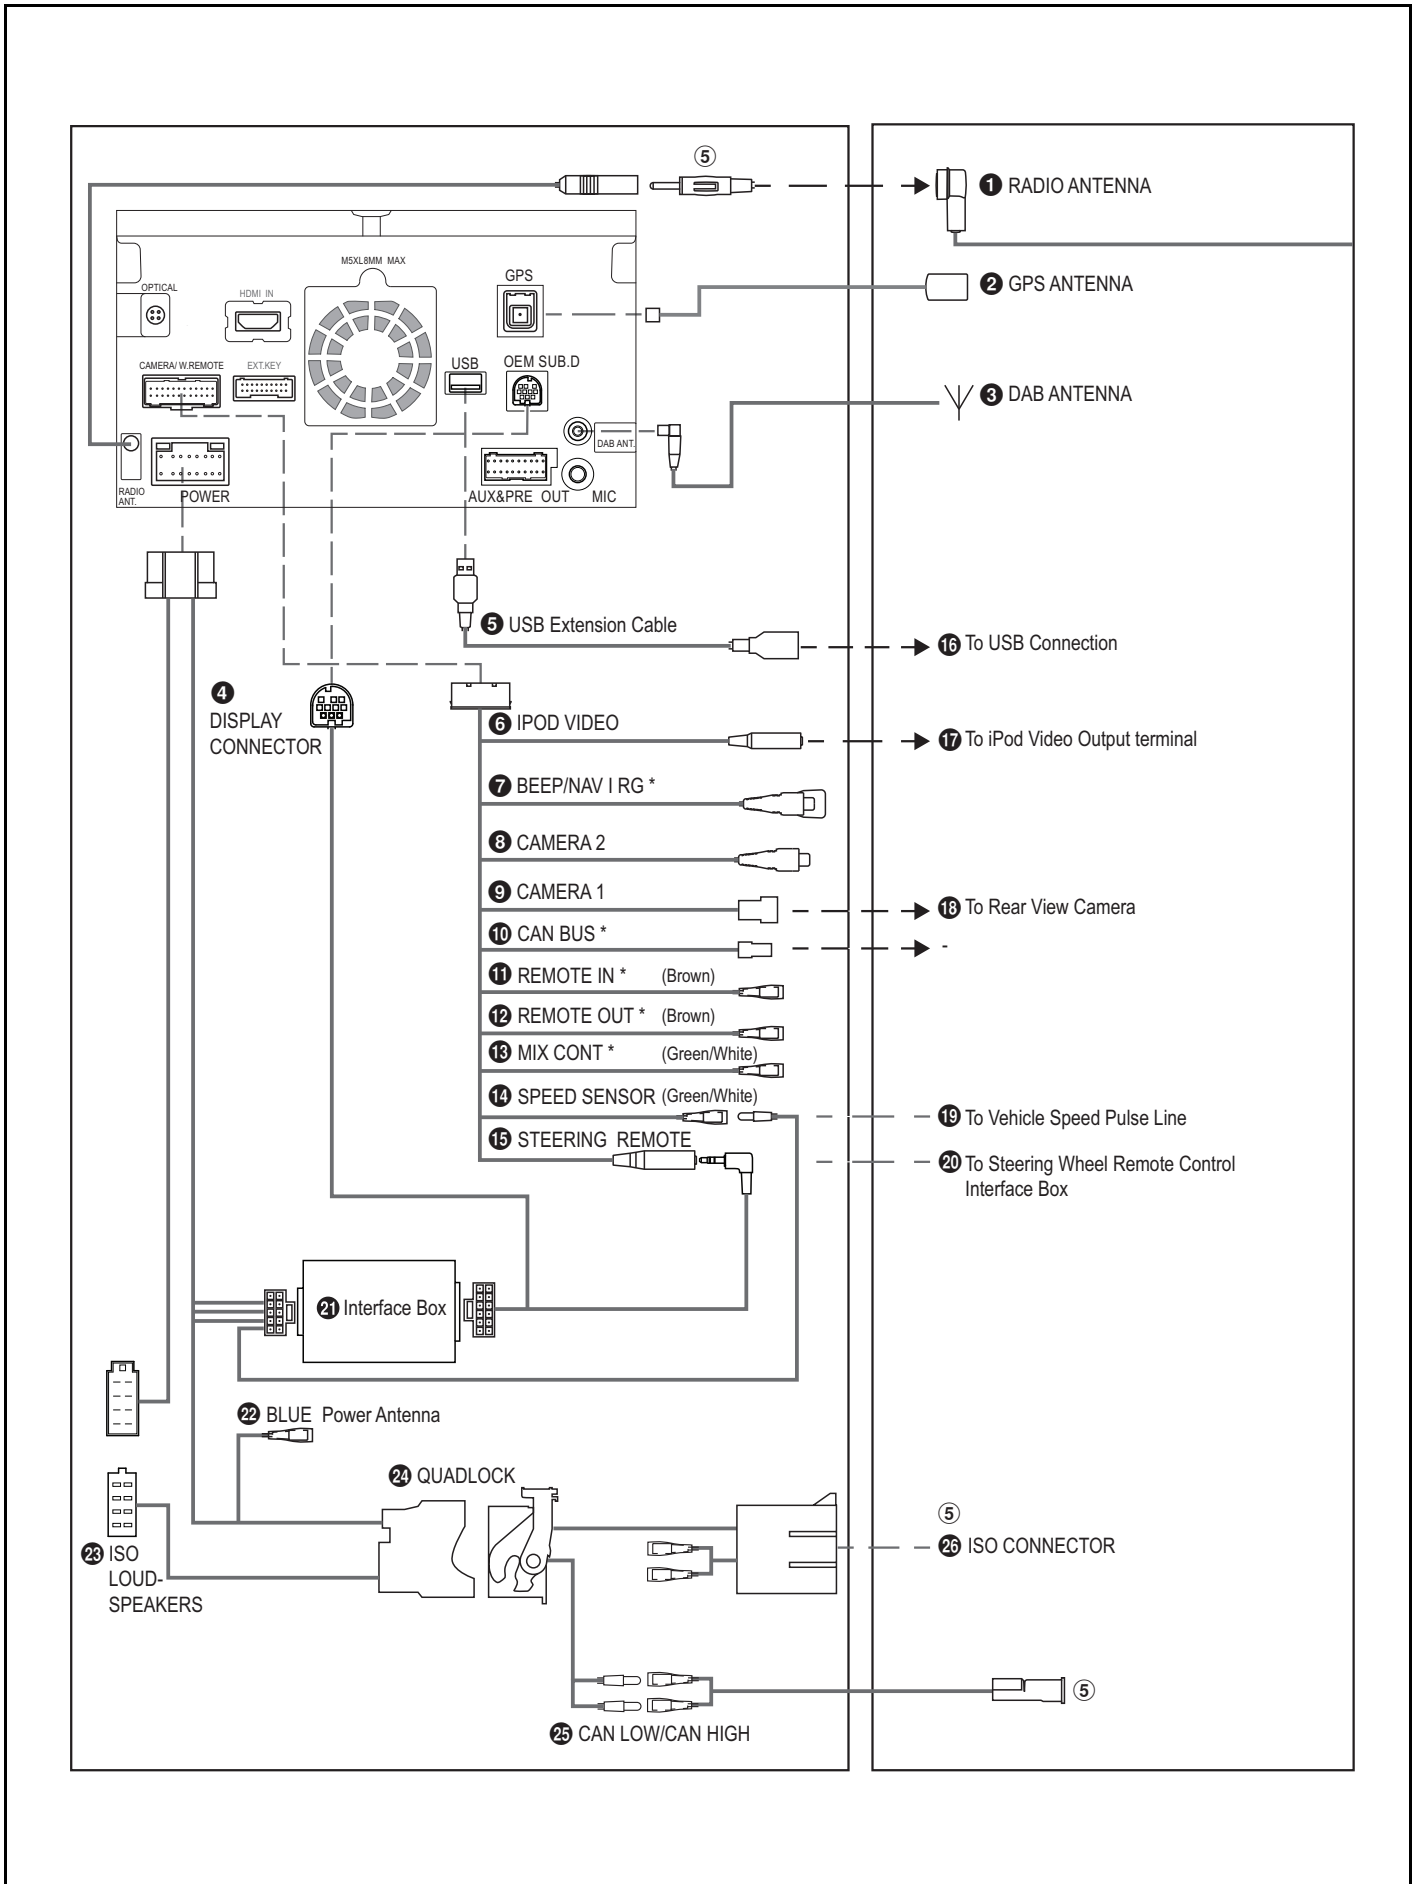 ⑤
❶ RADIO ANTENNA
M5XL8MM MAX
GPS
❷ GPS ANTENNA
OPTICAL
HDMI IN
CAMERA/ W.REMOTE
EXT.KEY
USB
OEM SUB.D
❸ DAB ANTENNA
DAB ANT.
RADIO
ANT.
POWER
AUX&PRE OUT
MIC
❺ USB Extension Cable
⓰ To USB Connection
❹
DISPLAY
CONNECTOR
❻ IPOD VIDEO
⓱ To iPod Video Output terminal
❼ BEEP/NAV I RG *
❽ CAMERA 2
❾ CAMERA 1
⓲ To Rear View Camera
❿ CAN BUS *
-
⓫ REMOTE IN * (Brown)
⓬ REMOTE OUT * (Brown)
⓭ MIX CONT * (Green/White)
⓮ SPEED SENSOR (Green/White)
⓳ To Vehicle Speed Pulse Line
⓯ STEERING REMOTE
⓴ To Steering Wheel Remote Control
Interface Box
21 Interface Box
22 BLUE Power Antenna
24 QUADLOCK
⑤
26 ISO CONNECTOR
23 ISO
LOUD-
SPEAKERS
⑤
25 CAN LOW/CAN HIGH